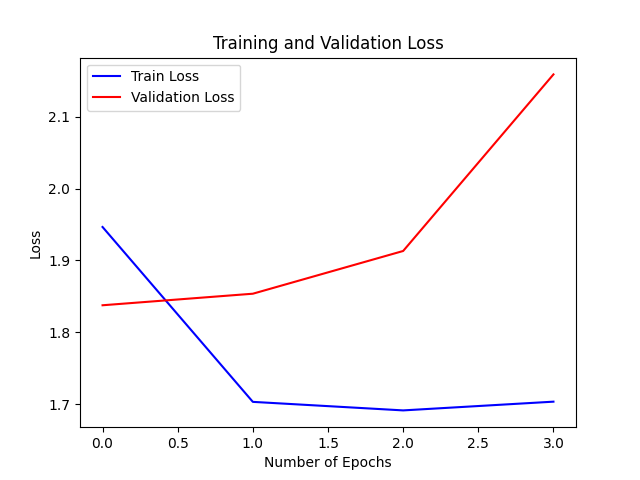 Training and Validation Loss
Train Loss
Validation Loss
2.1
2.0
1.9
1.8
1.7
Loss
0.0 0.5 1.0 1.5 2.0 2.5 3.0
Number of Epochs